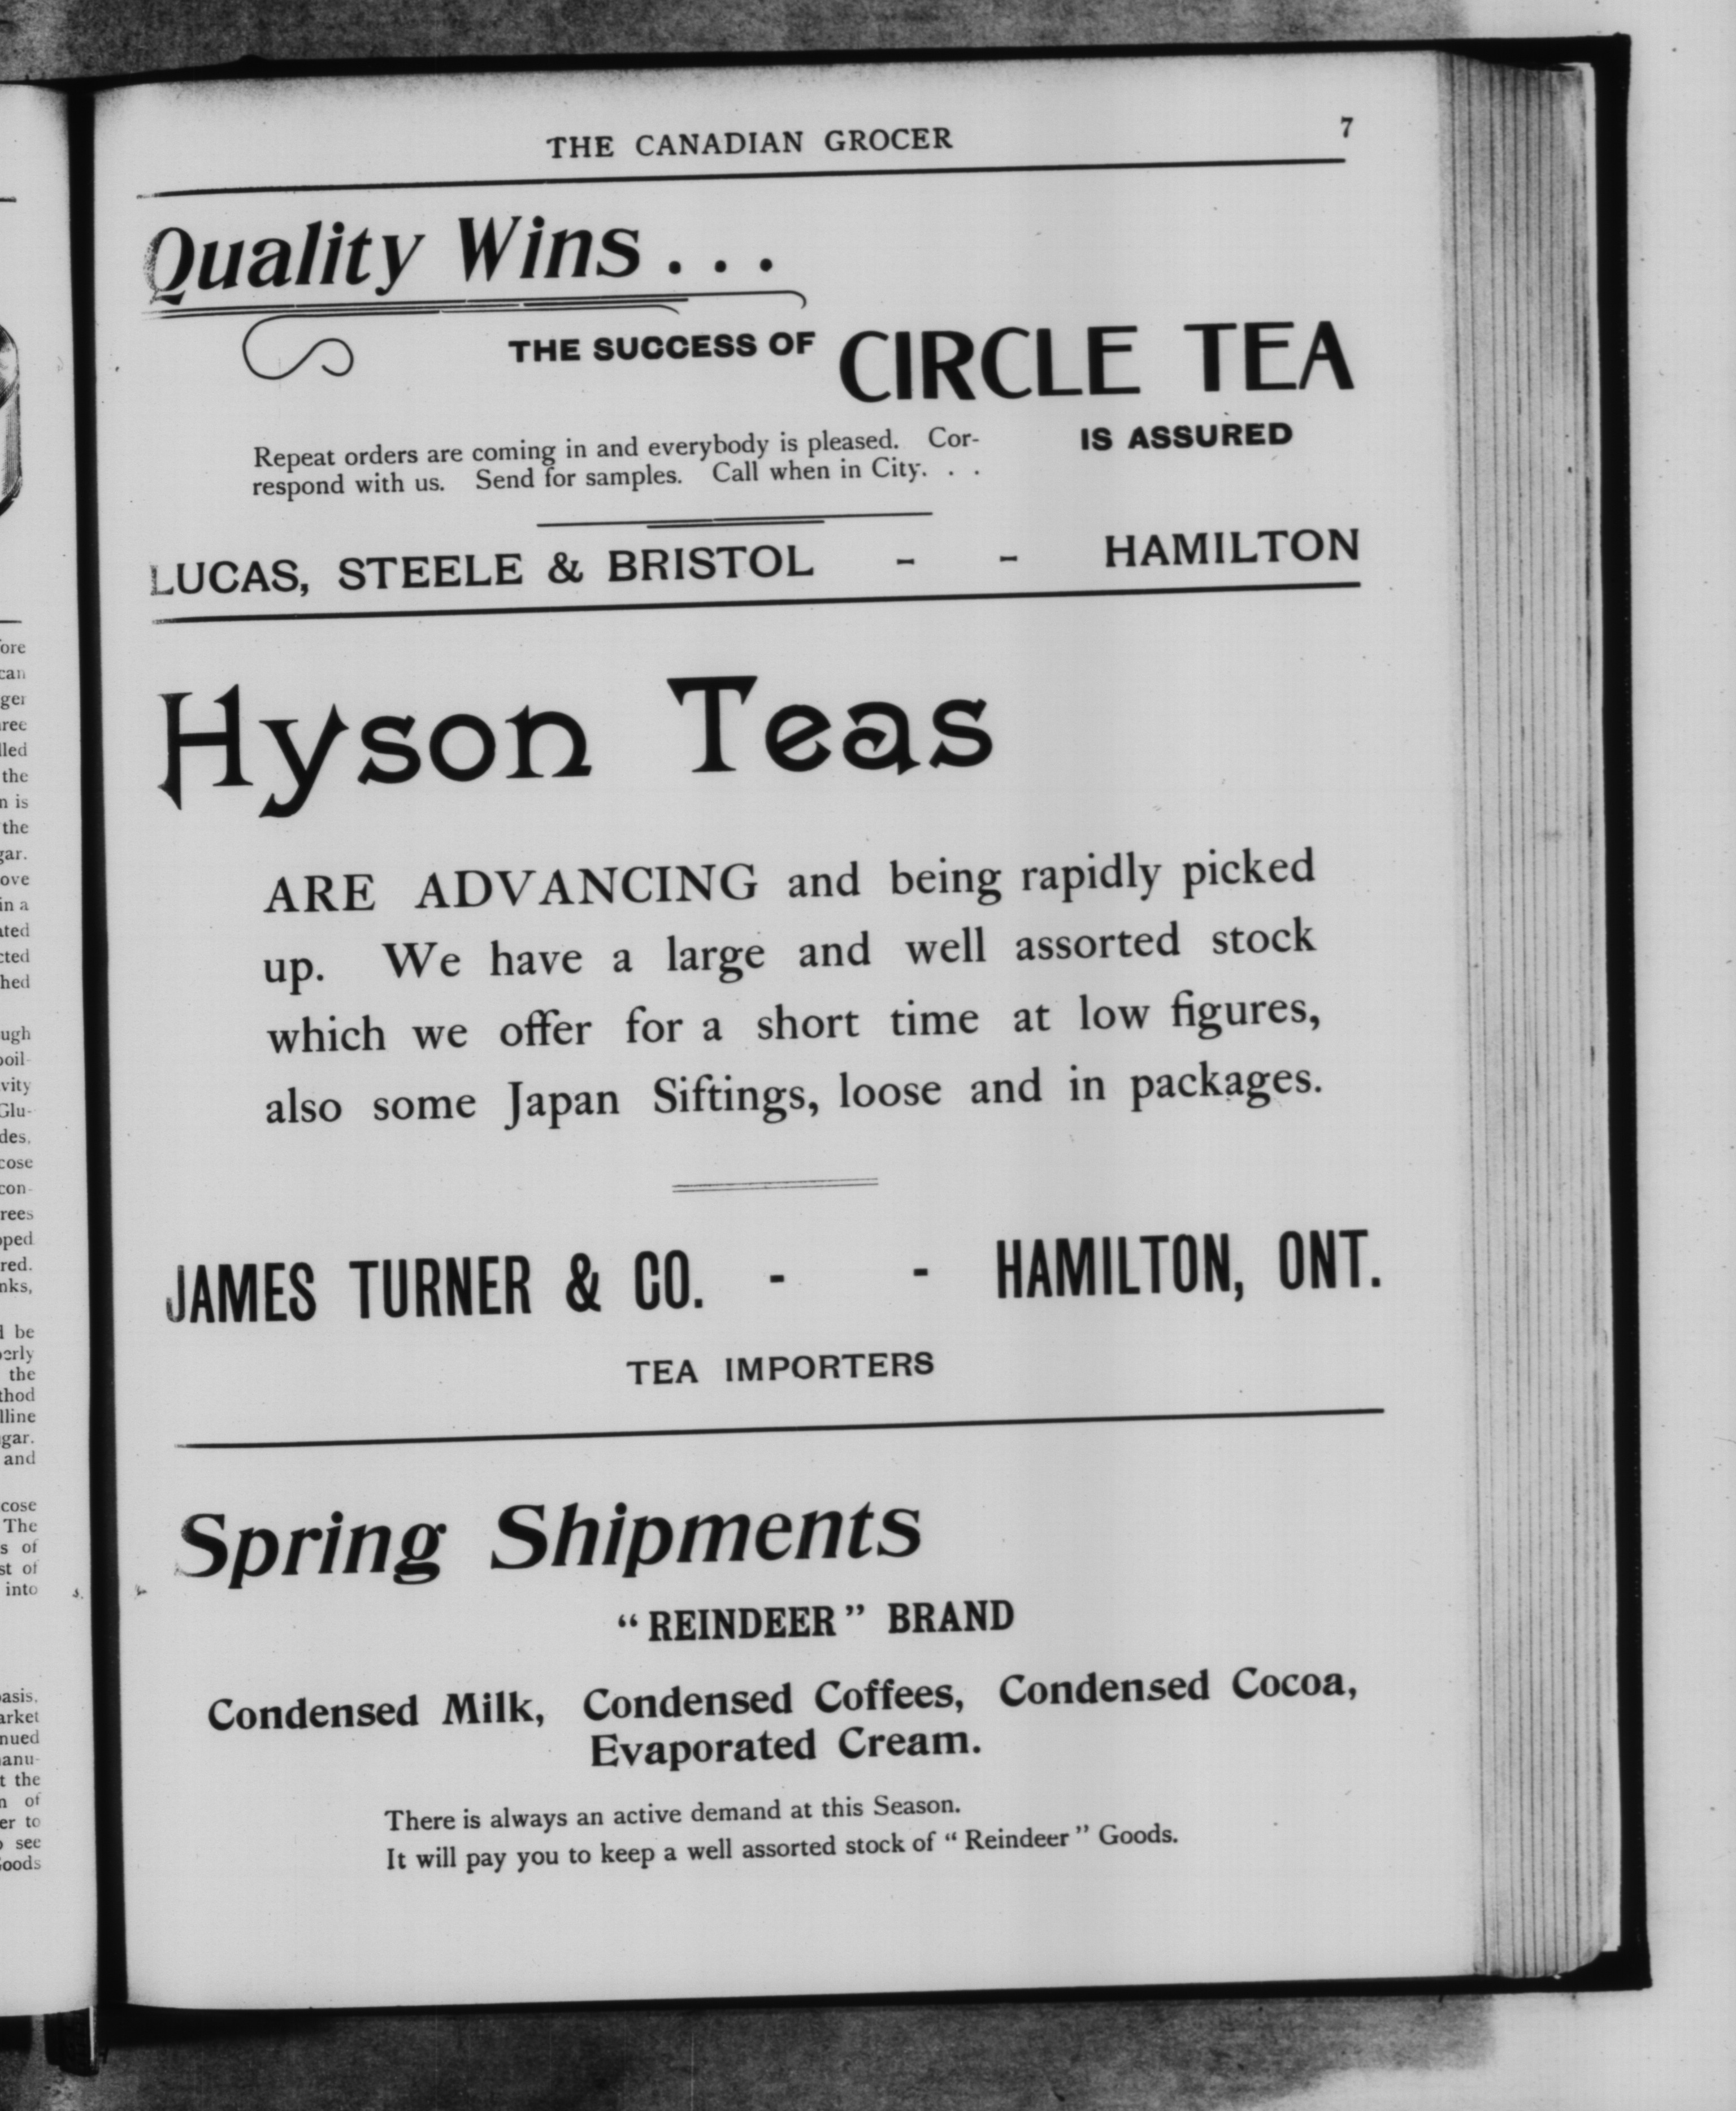 THE CANADIAN GROCER 7
Quality Wins . . .
THE SUCCESS OF CIRCLE TEA
IS ASSURED
Repeat orders are coming in and everybody is pleased. Cor-
respond with us. Send for samples. Call when in City. . .
LUCAS, STEELE & BRISTOL - - HAMILTON
Hyson Teas
ARE ADVANCING and being rapidly picked
up. We have a large and well assorted stock
which we offer for a short time at low figures,
also some Japan Siftings, loose and in packages.
JAMES TURNER & CO. - - HAMILTON, ONT.
TEA IMPORTERS
Spring Shipments
"REINDEER" BRAND
Condensed Milk, Condensed Coffees, Condensed Cocoa,
Evaporated Cream.
There is always an active demand at this Season.
It will pay you to keep a well assorted stock of "Reindeer" Goods.